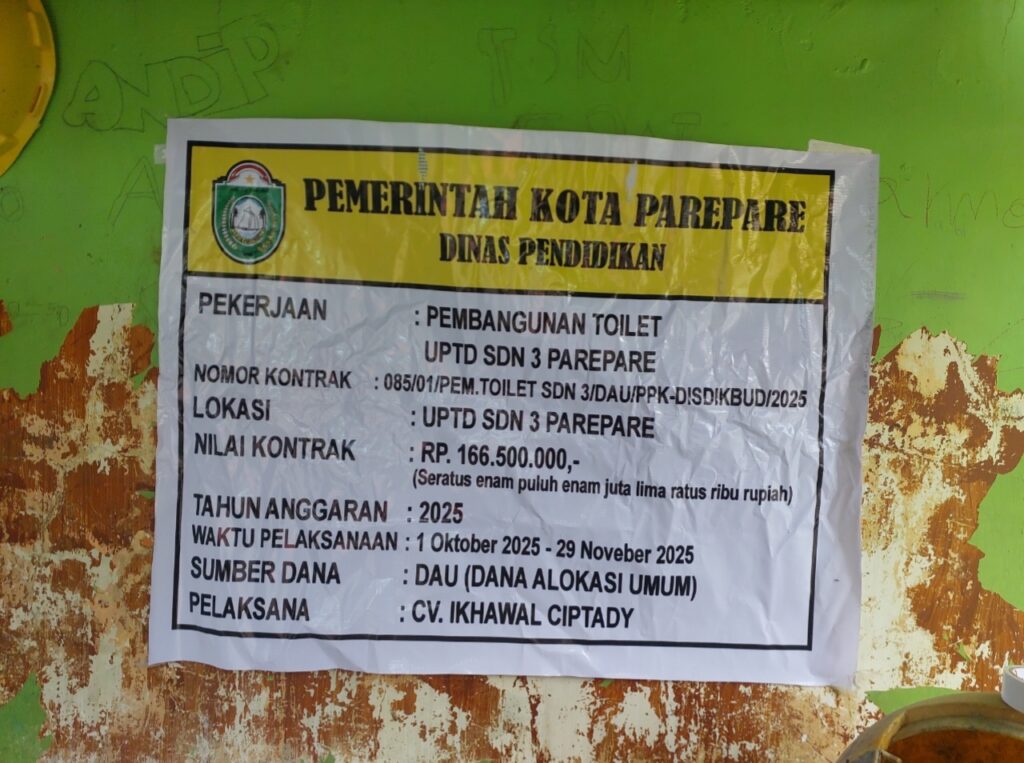 ANDIP
TSM
PEMERINTAH KOTA PAREPARE
DINAS PENDIDIKAN
PEKERJAAN : PEMBANGUNAN TOILET
UPTD SDN 3 PAREPARE
NOMOR KONTRAK : 085/01/PEM.TOILET SDN 3/DAU/PPK-DISDIKBUD/2025
LOKASI : UPTD SDN 3 PAREPARE
NILAI KONTRAK : RP. 166.500.000,-
(Seratus enam puluh enam juta lima ratus ribu rupiah)
TAHUN ANGGARAN : 2025
WAKTU PELAKSANAAN : 1 Oktober 2025 - 29 Noveber 2025
SUMBER DANA : DAU (DANA ALOKASI UMUM)
PELAKSANA : CV. IKHAWAL CIPTADY